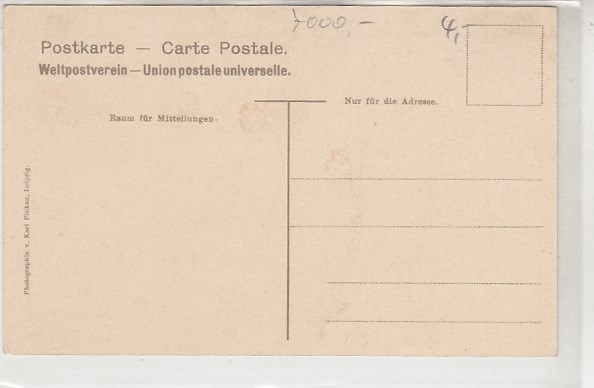 7000,-
4,-
Postkarte — Carte Postale.
Weltpostverein — Union postale universelle.
Nur für die Adresse.
Raum für Mitteilungen.
Photographie v. Karl Pinkau, Leipzig.